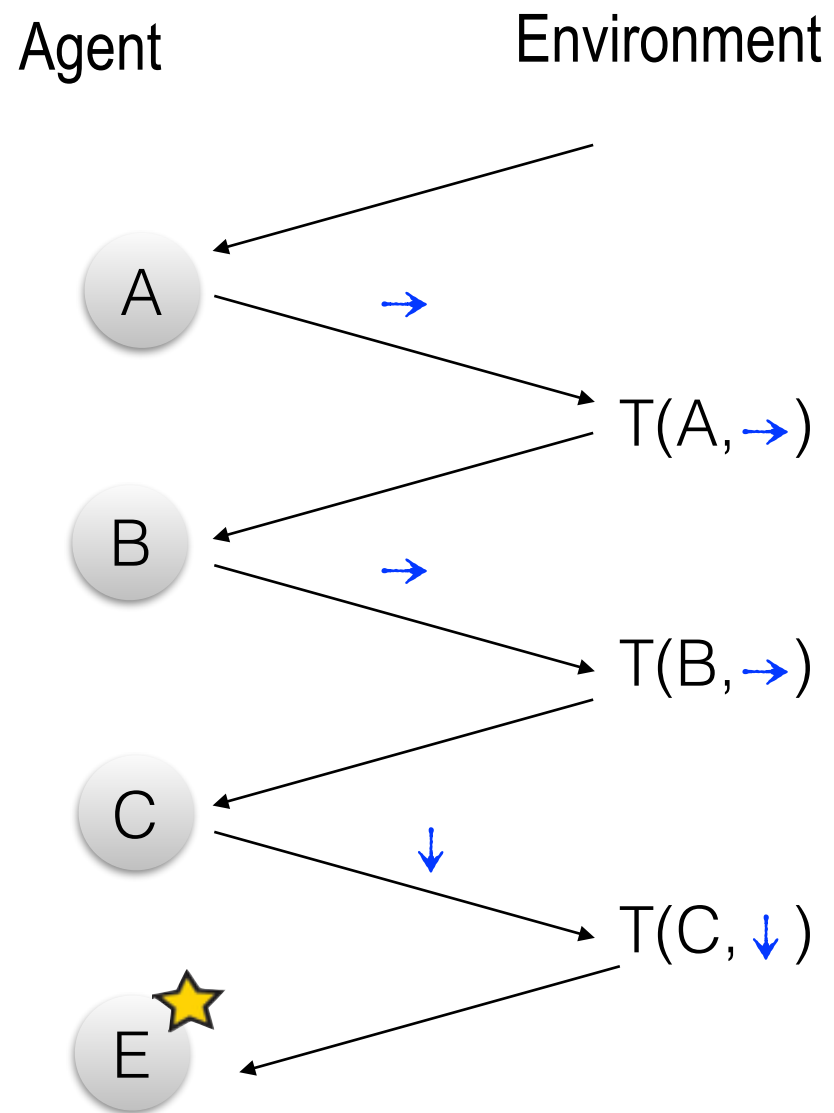 Agent Environment
A
→
T(A, →)
B
→
T(B, →)
C
↓
T(C, ↓)
E